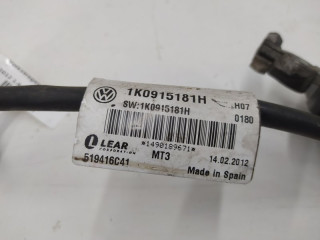 1K0915181H H07
SW:1K0915181H 0180
LEAR *1490189671* 14.02.2012
CORPORATION
519416C41 MT3 Made in Spain